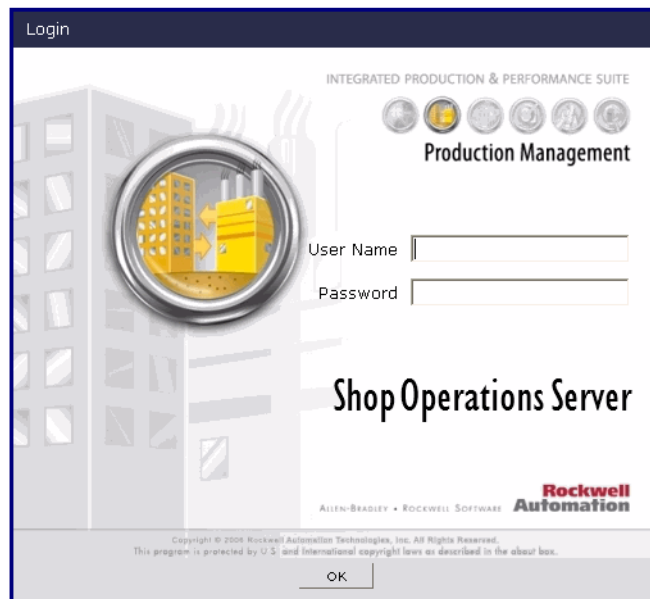 Login
INTEGRATED PRODUCTION & PERFORMANCE SUITE
Production Management
User Name
Password
Shop Operations Server
ALLEN-BRADLEY • ROCKWELL SOFTWARE
Rockwell
Automation
Copyright © 2006 Rockwell Automation Technologies, Inc. All Rights Reserved.
This program is protected by U.S. and international copyright laws as described in the about box.
OK